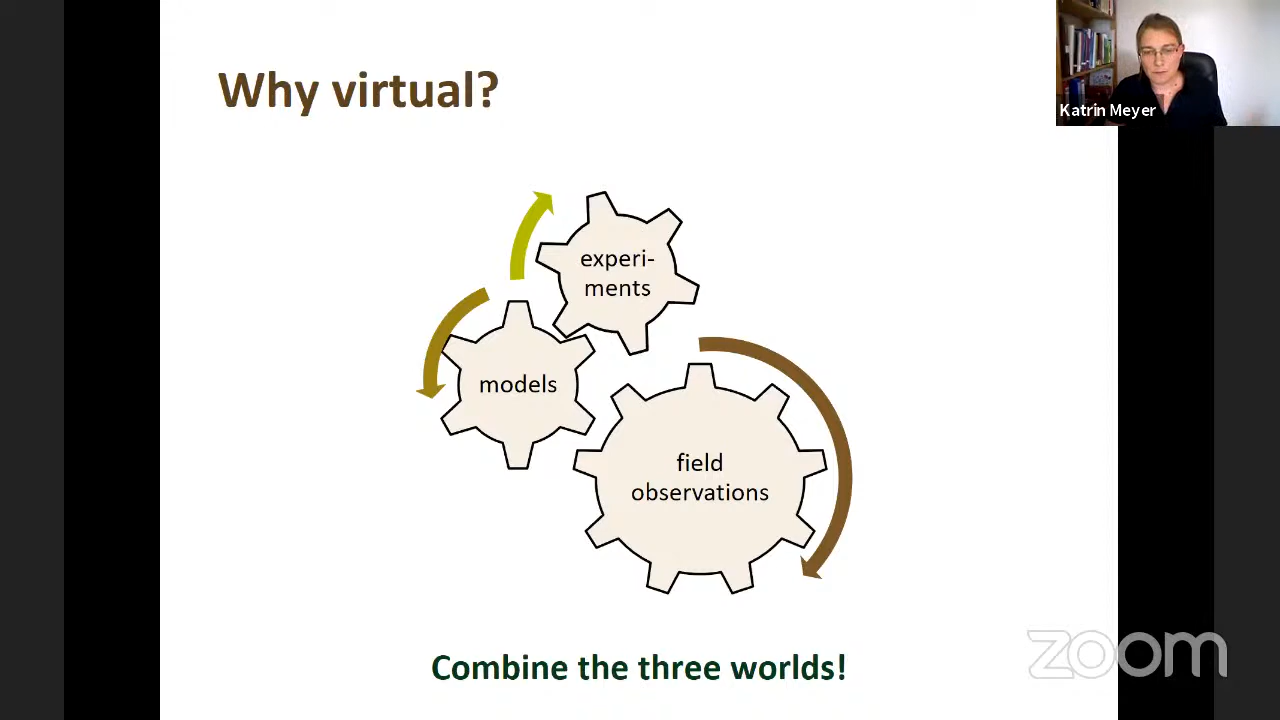 Why virtual?
Katrin Meyer
experi-
ments
models
field
observations
Combine the three worlds!
zoom